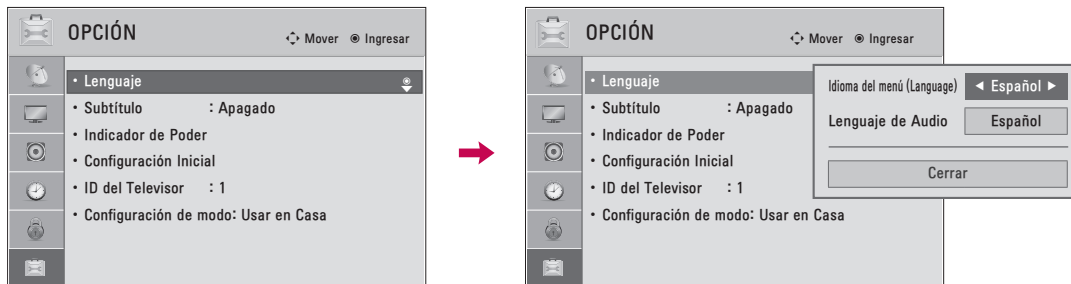 OPCIÓN
Mover
Ingresar
• Lenguaje
• Subtítulo : Apagado
• Indicador de Poder
• Configuración Inicial
• ID del Televisor : 1
• Configuración de modo: Usar en Casa
OPCIÓN
Mover
Ingresar
• Lenguaje
• Subtítulo : Apagado
• Indicador de Poder
• Configuración Inicial
• ID del Televisor : 1
• Configuración de modo: Usar en Casa
Idioma del menú (Language) ◄ Español ►
Lenguaje de Audio Español
Cerrar